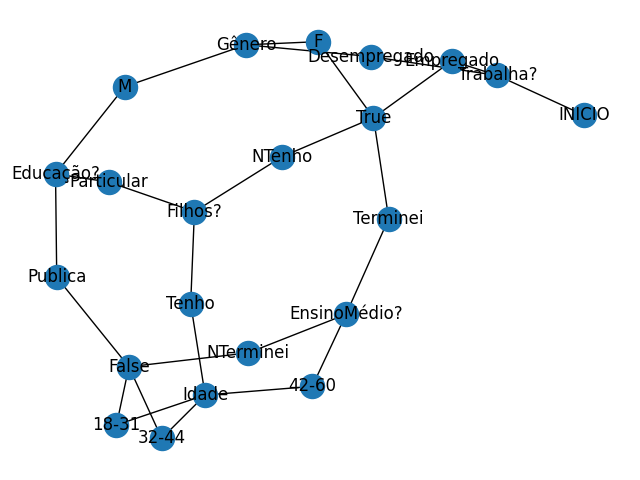 Gênero
F
Desempregado
Empregado
Trabalha?
M
INICIO
True
NTenho
Educação?
Particular
Filhos?
Terminei
Publica
Tenho
EnsinoMédio?
NTerminei
False
42-60
Idade
18-31
32-44